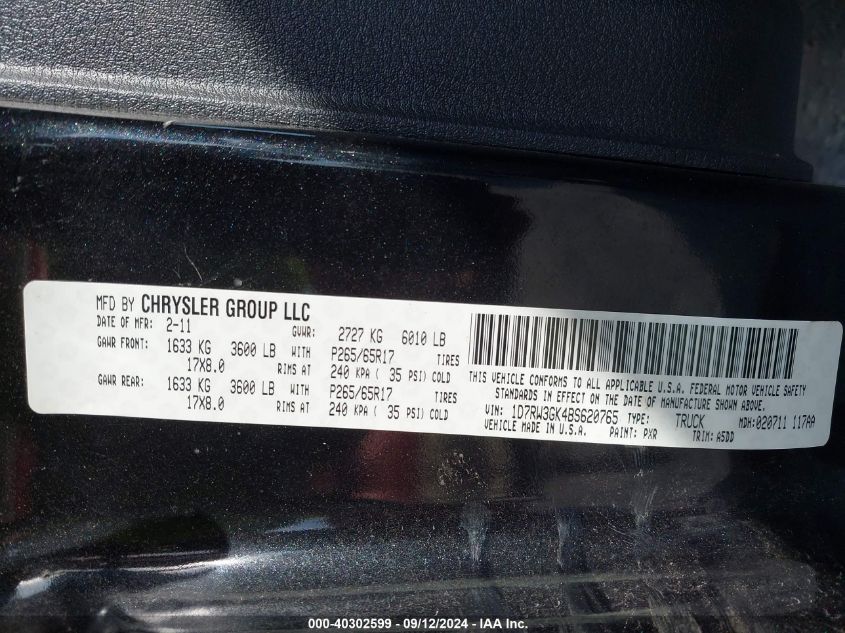 MFD BY CHRYSLER GROUP LLC
DATE OF MFR: 2-11 GVWR: 2727 KG 6010 LB
GAWR FRONT: 1633 KG 3600 LB WITH P265/65R17 TIRES
17X8.0 RIMS AT 240 KPA ( 35 PSI) COLD
GAWR REAR: 1633 KG 3600 LB WITH P265/65R17 TIRES
17X8.0 RIMS AT 240 KPA ( 35 PSI) COLD
THIS VEHICLE CONFORMS TO ALL APPLICABLE U.S.A. FEDERAL MOTOR VEHICLE SAFETY
STANDARDS IN EFFECT ON THE DATE OF MANUFACTURE SHOWN ABOVE.
VIN: 1D7RW3GK4BS620765 TYPE: TRUCK MDH:020711 117AA
VEHICLE MADE IN U.S.A. PAINT: PXR TRIM: A5DD
000-40302599 - 09/12/2024 - IAA Inc.